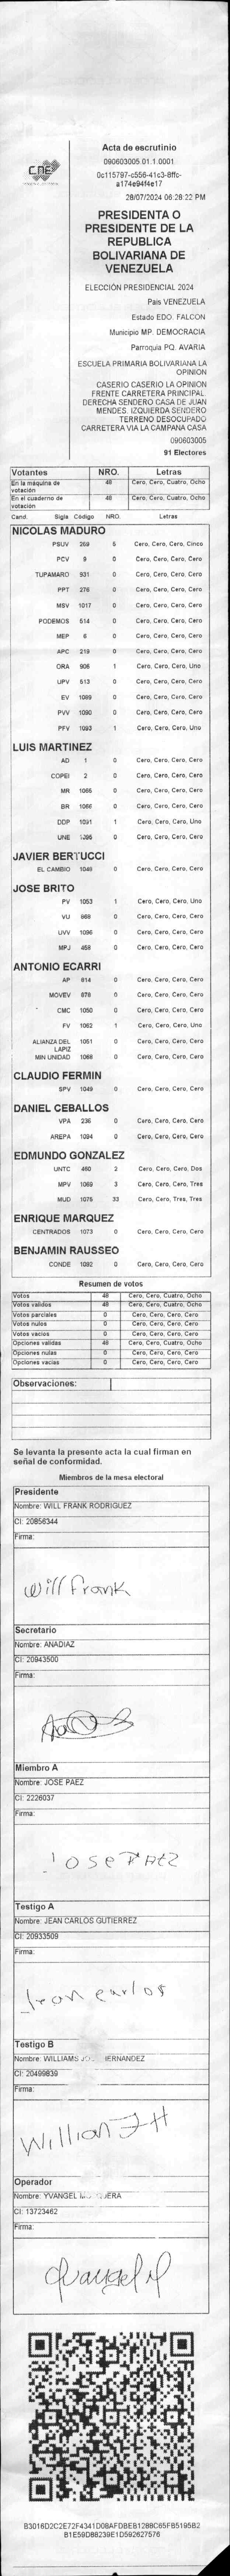 CNE
Acta de escrutinio
090603005.01.1.0001
0c115797-c556-41c3-8ffc-
a174e94f4e17
28/07/2024 06:28:22 PM
PRESIDENTA O
PRESIDENTE DE LA
REPUBLICA
BOLIVARIANA DE
VENEZUELA
ELECCIÓN PRESIDENCIAL 2024
País VENEZUELA
Estado EDO. FALCON
Municipio MP. DEMOCRACIA
Parroquia PQ. AVARIA
ESCUELA PRIMARIA BOLIVARIANA LA
OPINION
CASERIO CASERIO LA OPINION
FRENTE CARRETERA PRINCIPAL.
DERECHA SENDERO CASA DE JUAN
MENDES. IZQUIERDA SENDERO
TERRENO DESOCUPADO
CARRETERA VIA LA CAMPANA CASA
090603005
91 Electores
Votantes NRO. Letras
En la máquina de votación 48 Cero, Cero, Cuatro, Ocho
En el cuaderno de votación 48 Cero, Cero, Cuatro, Ocho
Cand. Sigla Código NRO. Letras
NICOLAS MADURO
PSUV 269 5 Cero, Cero, Cero, Cinco
PCV 9 0 Cero, Cero, Cero, Cero
TUPAMARO 931 0 Cero, Cero, Cero, Cero
PPT 276 0 Cero, Cero, Cero, Cero
MSV 1017 0 Cero, Cero, Cero, Cero
PODEMOS 514 0 Cero, Cero, Cero, Cero
MEP 6 0 Cero, Cero, Cero, Cero
APC 219 0 Cero, Cero, Cero, Cero
ORA 906 1 Cero, Cero, Cero, Uno
UPV 513 0 Cero, Cero, Cero, Cero
EV 1089 0 Cero, Cero, Cero, Cero
PVV 1090 0 Cero, Cero, Cero, Cero
PFV 1093 1 Cero, Cero, Cero, Uno
LUIS MARTINEZ
AD 1 0 Cero, Cero, Cero, Cero
COPEI 2 0 Cero, Cero, Cero, Cero
MR 1065 0 Cero, Cero, Cero, Cero
BR 1066 0 Cero, Cero, Cero, Cero
DDP 1091 1 Cero, Cero, Cero, Uno
UNE 1095 0 Cero, Cero, Cero, Cero
JAVIER BERTUCCI
EL CAMBIO 1048 0 Cero, Cero, Cero, Cero
JOSE BRITO
PV 1053 1 Cero, Cero, Cero, Uno
VU 868 0 Cero, Cero, Cero, Cero
UVV 1096 0 Cero, Cero, Cero, Cero
MPJ 458 0 Cero, Cero, Cero, Cero
ANTONIO ECARRI
AP 814 0 Cero, Cero, Cero, Cero
MOVEV 878 0 Cero, Cero, Cero, Cero
CMC 1050 0 Cero, Cero, Cero, Cero
FV 1062 1 Cero, Cero, Cero, Uno
ALIANZA DEL LAPIZ 1051 0 Cero, Cero, Cero, Cero
MIN UNIDAD 1068 0 Cero, Cero, Cero, Cero
CLAUDIO FERMIN
SPV 1049 0 Cero, Cero, Cero, Cero
DANIEL CEBALLOS
VPA 236 0 Cero, Cero, Cero, Cero
AREPA 1094 0 Cero, Cero, Cero, Cero
EDMUNDO GONZALEZ
UNTC 460 2 Cero, Cero, Cero, Dos
MPV 1069 3 Cero, Cero, Cero, Tres
MUD 1075 33 Cero, Cero, Tres, Tres
ENRIQUE MARQUEZ
CENTRADOS 1073 0 Cero, Cero, Cero, Cero
BENJAMIN RAUSSEO
CONDE 1092 0 Cero, Cero, Cero, Cero
Resumen de votos
Votos 48 Cero, Cero, Cuatro, Ocho
Votos validos 48 Cero, Cero, Cuatro, Ocho
Votos parciales 0 Cero, Cero, Cero, Cero
Votos nulos 0 Cero, Cero, Cero, Cero
Votos vacios 0 Cero, Cero, Cero, Cero
Opciones validas 48 Cero, Cero, Cuatro, Ocho
Opciones nulas 0 Cero, Cero, Cero, Cero
Opciones vacias 0 Cero, Cero, Cero, Cero
Observaciones:
Se levanta la presente acta la cual firman en
señal de conformidad.
Miembros de la mesa electoral
Presidente
Nombre: WILL FRANK RODRIGUEZ
CI: 20856344
Firma:
Will Frank
Secretario
Nombre: ANADIAZ
CI: 20943500
Firma:
Miembro A
Nombre: JOSE PAEZ
CI: 2226037
Firma:
Jose PAEZ
Testigo A
Nombre: JEAN CARLOS GUTIERREZ
CI: 20933509
Firma:
Jean carlos
Testigo B
Nombre: WILLIAMS HERNANDEZ
CI: 20499839
Firma:
William J H
Operador
Nombre: YVANGEL
CI: 13723462
Firma:
B3016D2C2E72F4341D0BAFDBEB1288C65FB5195B2
B1E59D88239E1D592627576